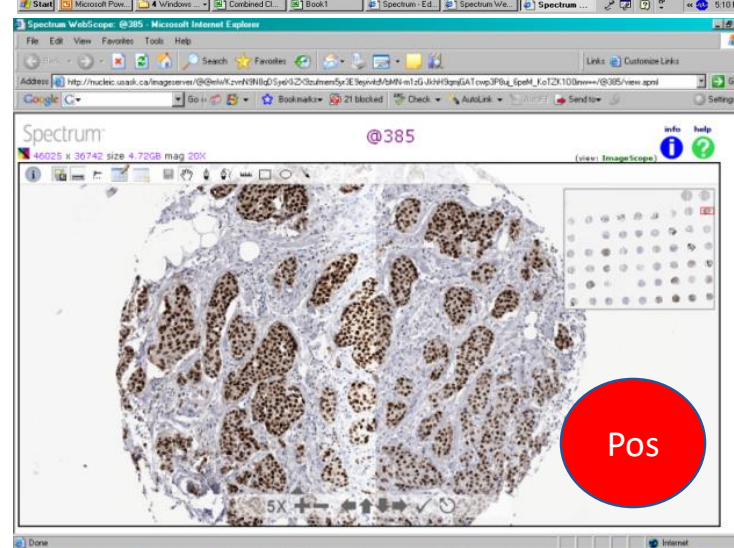 Start Microsoft Pow... 4 Windows ... Combined Cl... Book1 Spectrum - Ed... Spectrum We... Spectrum ... 5:10
Spectrum WebScope: @385 - Microsoft Internet Explorer
File Edit View Favorites Tools Help
Back Search Favorites Links Customize Links
Address
Google G Go Bookmarks 21 blocked Check AutoLink AutoFill Send to Settings
Spectrum @385 info help
46025 x 36742 size 4.72GB mag 20X (view: ImageScope)
Pos
5X
Done Internet